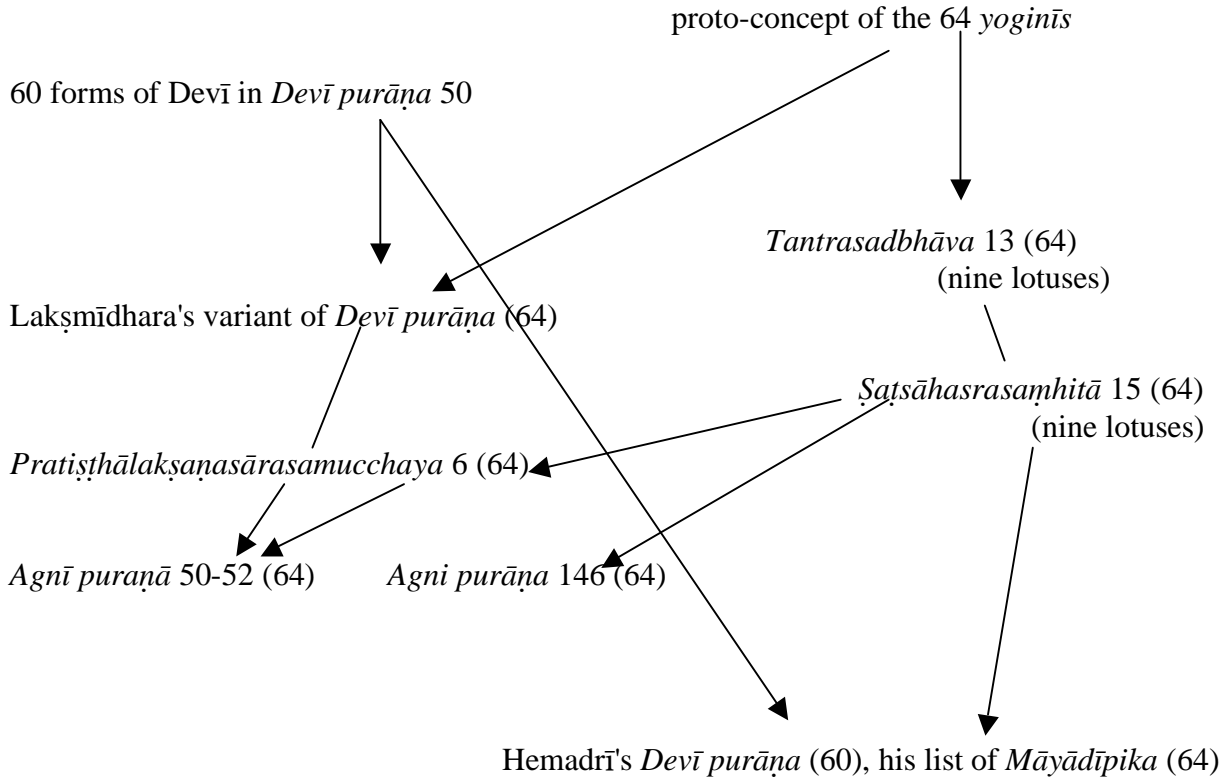 proto-concept of the 64 yoginīs
60 forms of Devī in Devī purāṇa 50
Tantrasadbhāva 13 (64)
(nine lotuses)
Lakṣmīdhara's variant of Devī purāṇa (64)
Ṣaṭsāhasrasaṃhitā 15 (64)
(nine lotuses)
Pratiṣṭhālakṣaṇasārasamucchaya 6 (64)
Agnī puraṇā 50-52 (64) Agni purāṇa 146 (64)
Hemadrī's Devī purāṇa (60), his list of Māyādīpika (64)